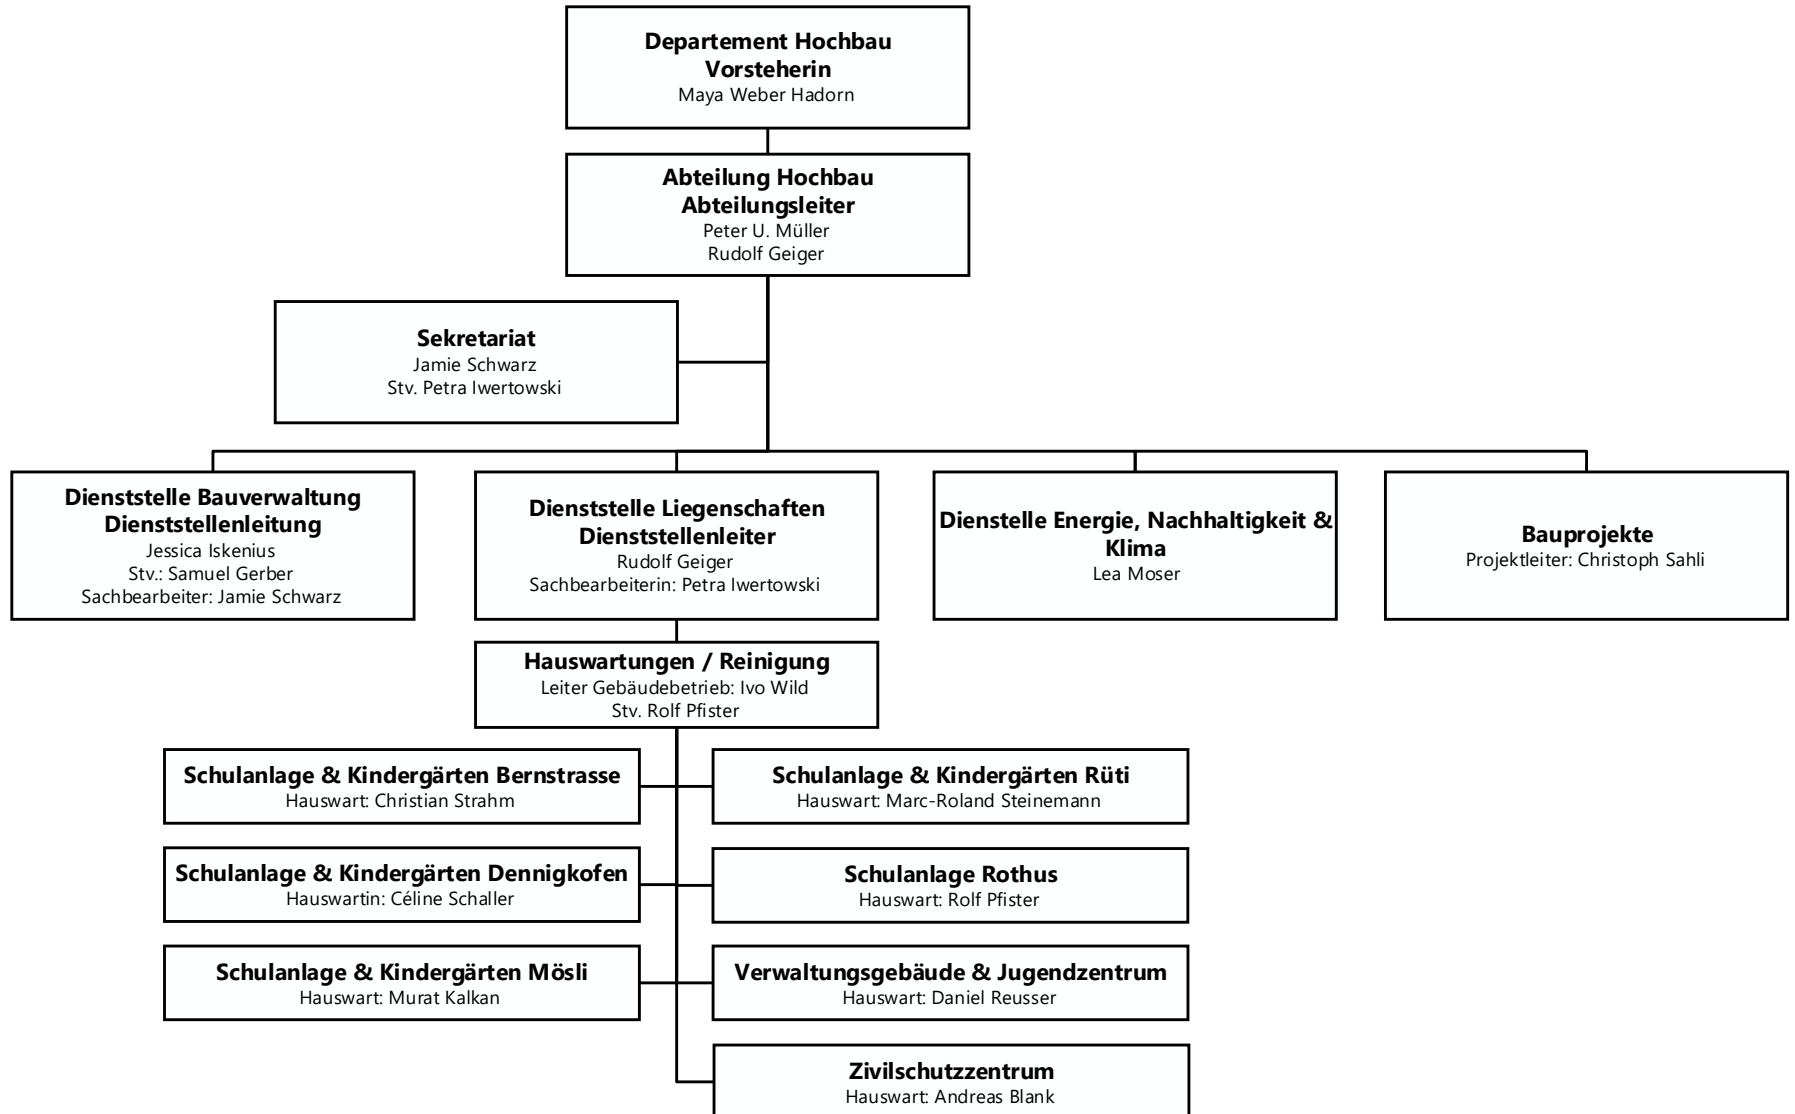 Departement Hochbau
Vorsteherin
Maya Weber Hadorn
Abteilung Hochbau
Abteilungsleiter
Peter U. Müller
Rudolf Geiger
Sekretariat
Jamie Schwarz
Stv. Petra Iwertowski
Dienststelle Bauverwaltung
Dienststellenleitung
Jessica Iskenius
Stv.: Samuel Gerber
Sachbearbeiter: Jamie Schwarz
Dienststelle Liegenschaften
Dienststellenleiter
Rudolf Geiger
Sachbearbeiterin: Petra Iwertowski
Dienstelle Energie, Nachhaltigkeit &
Klima
Lea Moser
Bauprojekte
Projektleiter: Christoph Sahli
Hauswartungen / Reinigung
Leiter Gebäudebetrieb: Ivo Wild
Stv. Rolf Pfister
Schulanlage & Kindergärten Bernstrasse
Hauswart: Christian Strahm
Schulanlage & Kindergärten Rüti
Hauswart: Marc-Roland Steinemann
Schulanlage & Kindergärten Dennigkofen
Hauswartin: Céline Schaller
Schulanlage Rothus
Hauswart: Rolf Pfister
Schulanlage & Kindergärten Mösli
Hauswart: Murat Kalkan
Verwaltungsgebäude & Jugendzentrum
Hauswart: Daniel Reusser
Zivilschutzzentrum
Hauswart: Andreas Blank